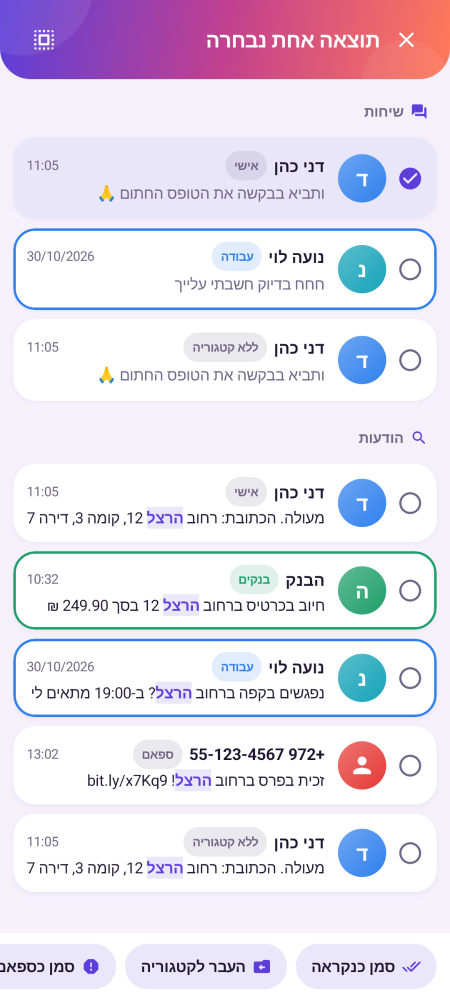 תוצאה אחת נבחרה
שיחות
ד
דני כהן אישי 11:05
ותביא בבקשה את הטופס החתום 🙏
נ
נועה לוי עבודה 30/10/2026
חחח בדיוק חשבתי עלייך
ד
דני כהן ללא קטגוריה 11:05
ותביא בבקשה את הטופס החתום 🙏
הודעות
ד
דני כהן אישי 11:05
מעולה. הכתובת: רחוב הרצל 12, קומה 3, דירה 7
ה
הבנק בנקים 10:32
חיוב בכרטיס ברחוב הרצל 12 בסך 249.90 ₪
נ
נועה לוי עבודה 30/10/2026
נפגשים בקפה ברחוב הרצל? ב-19:00 מתאים לי
+972 55-123-4567 ספאם 13:02
זכית בפרס ברחוב הרצל! bit.ly/x7Kq9
ד
דני כהן ללא קטגוריה 11:05
מעולה. הכתובת: רחוב הרצל 12, קומה 3, דירה 7
סמן כנקראה העבר לקטגוריה סמן כספאם